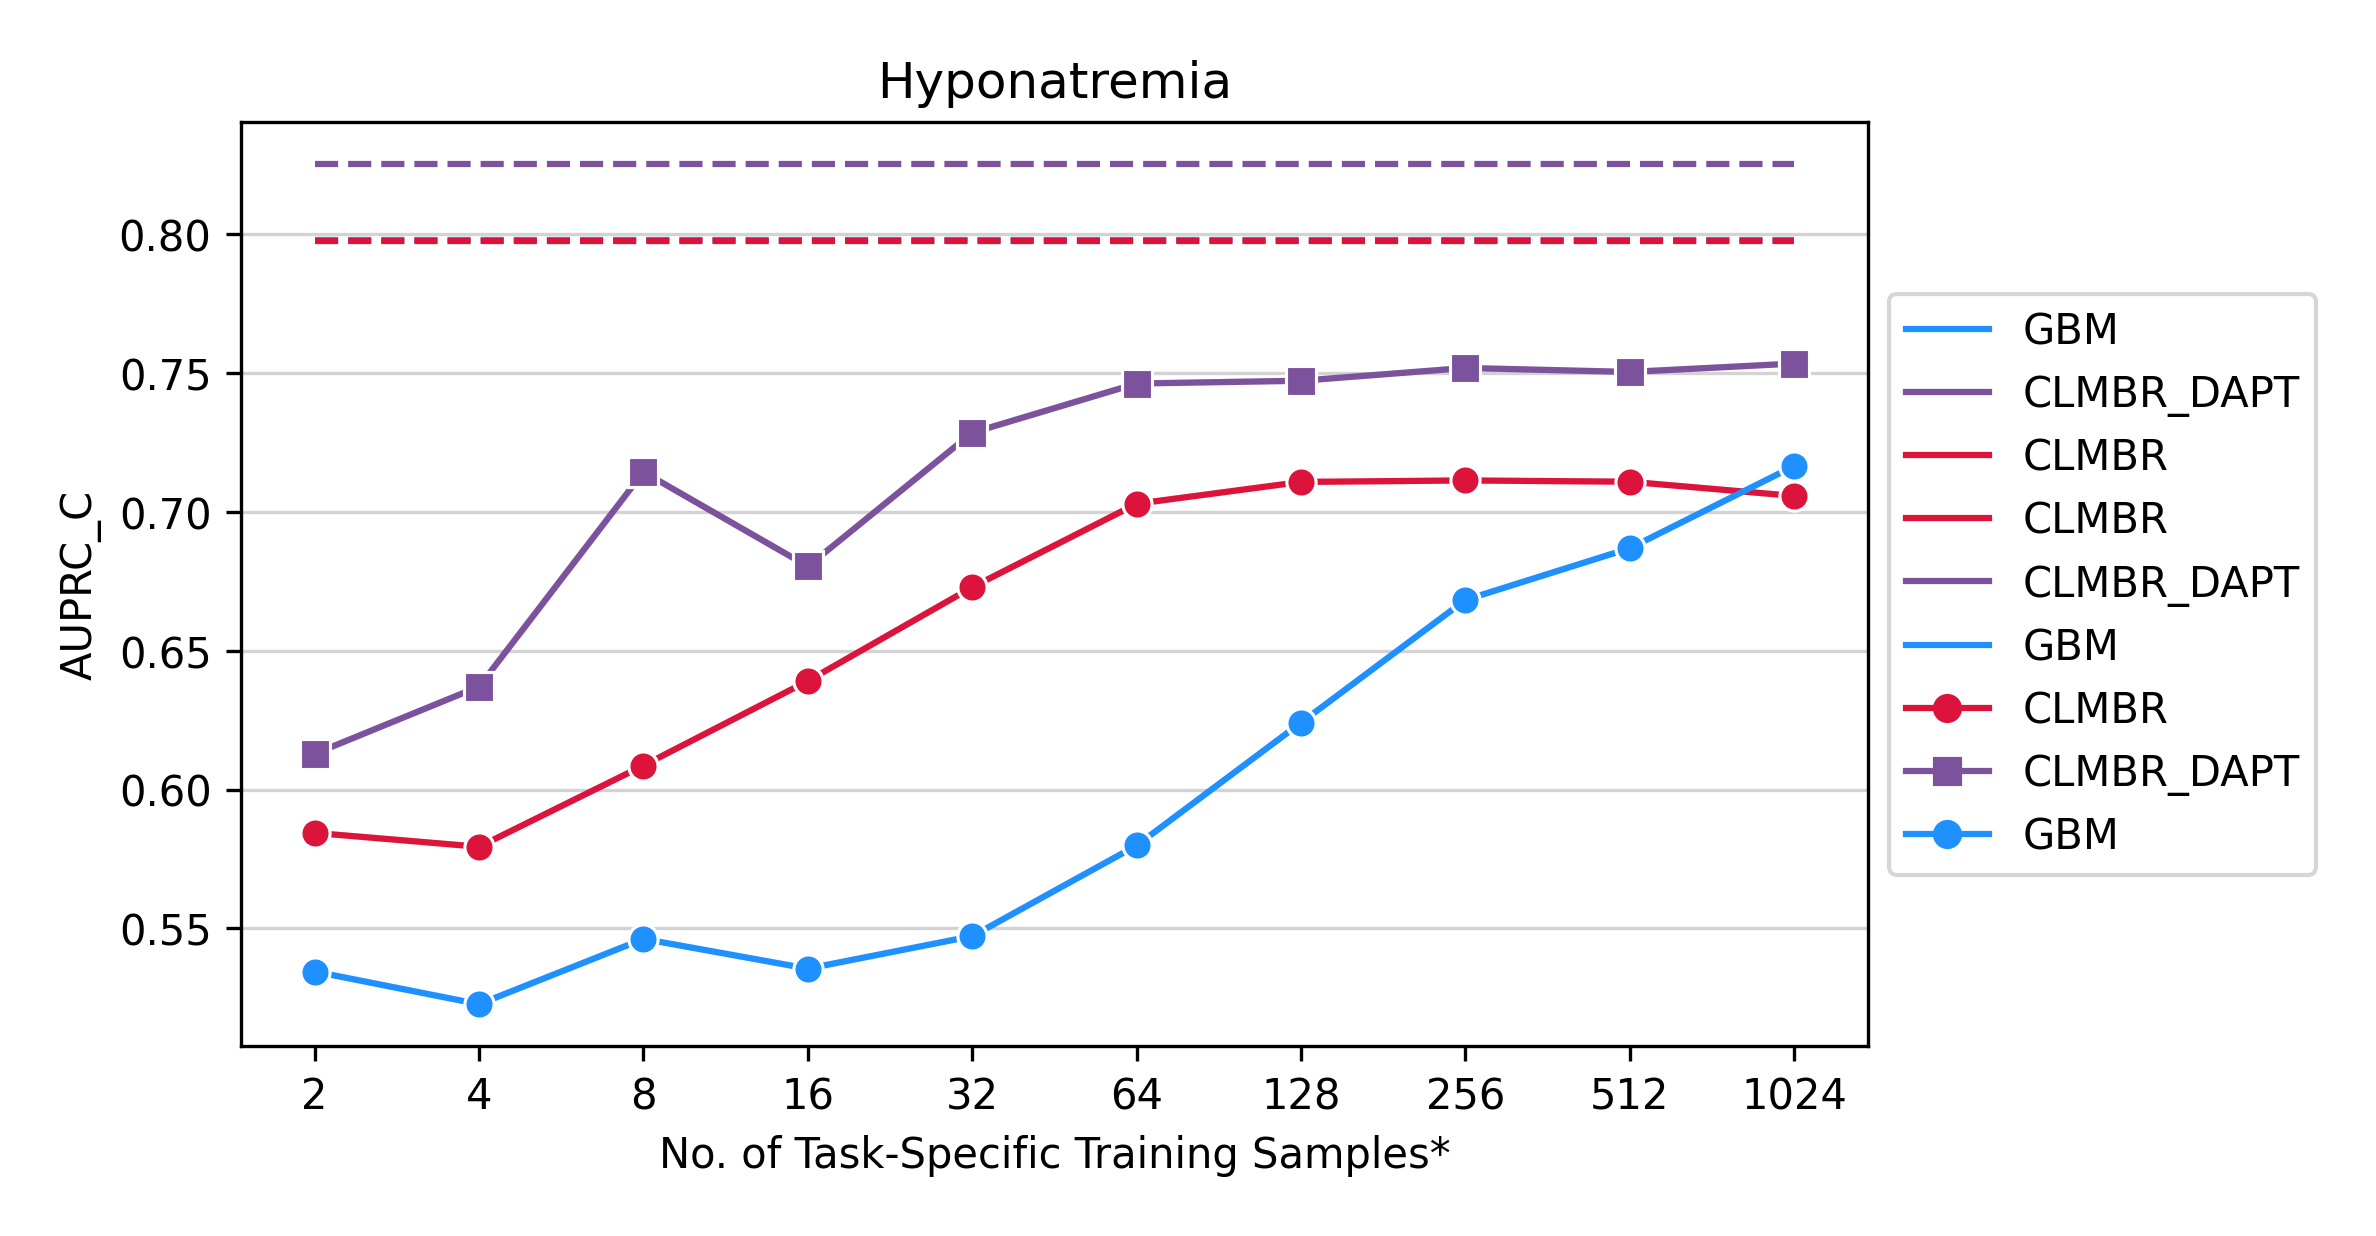 Hyponatremia
AUPRC_C
0.80
0.75
0.70
0.65
0.60
0.55
2 4 8 16 32 64 128 256 512 1024
No. of Task-Specific Training Samples*
GBM
CLMBR_DAPT
CLMBR
CLMBR
CLMBR_DAPT
GBM
CLMBR
CLMBR_DAPT
GBM